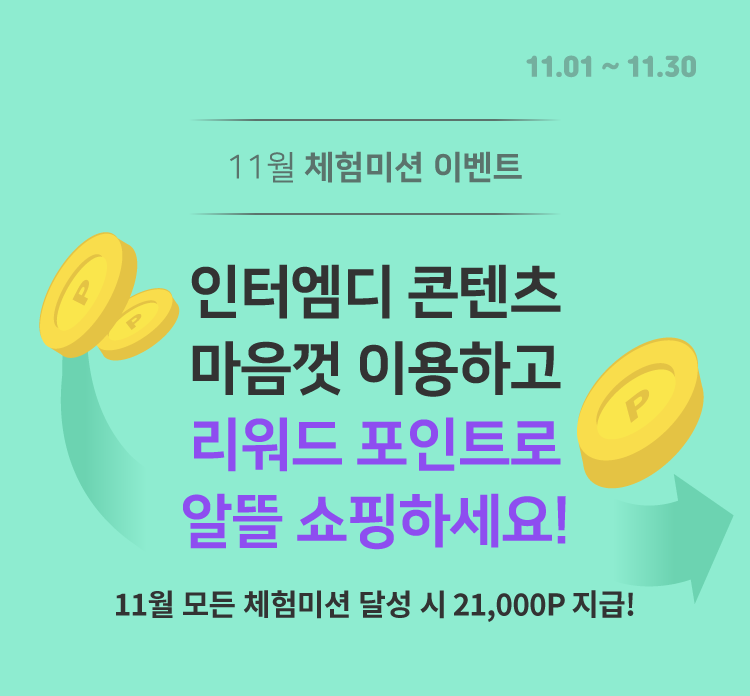 11.01 ~ 11.30
11월 체험미션 이벤트
인터엠디 콘텐츠
마음껏 이용하고
리워드 포인트로
알뜰 쇼핑하세요!
P
P
P
11월 모든 체험미션 달성 시 21,000P 지급!